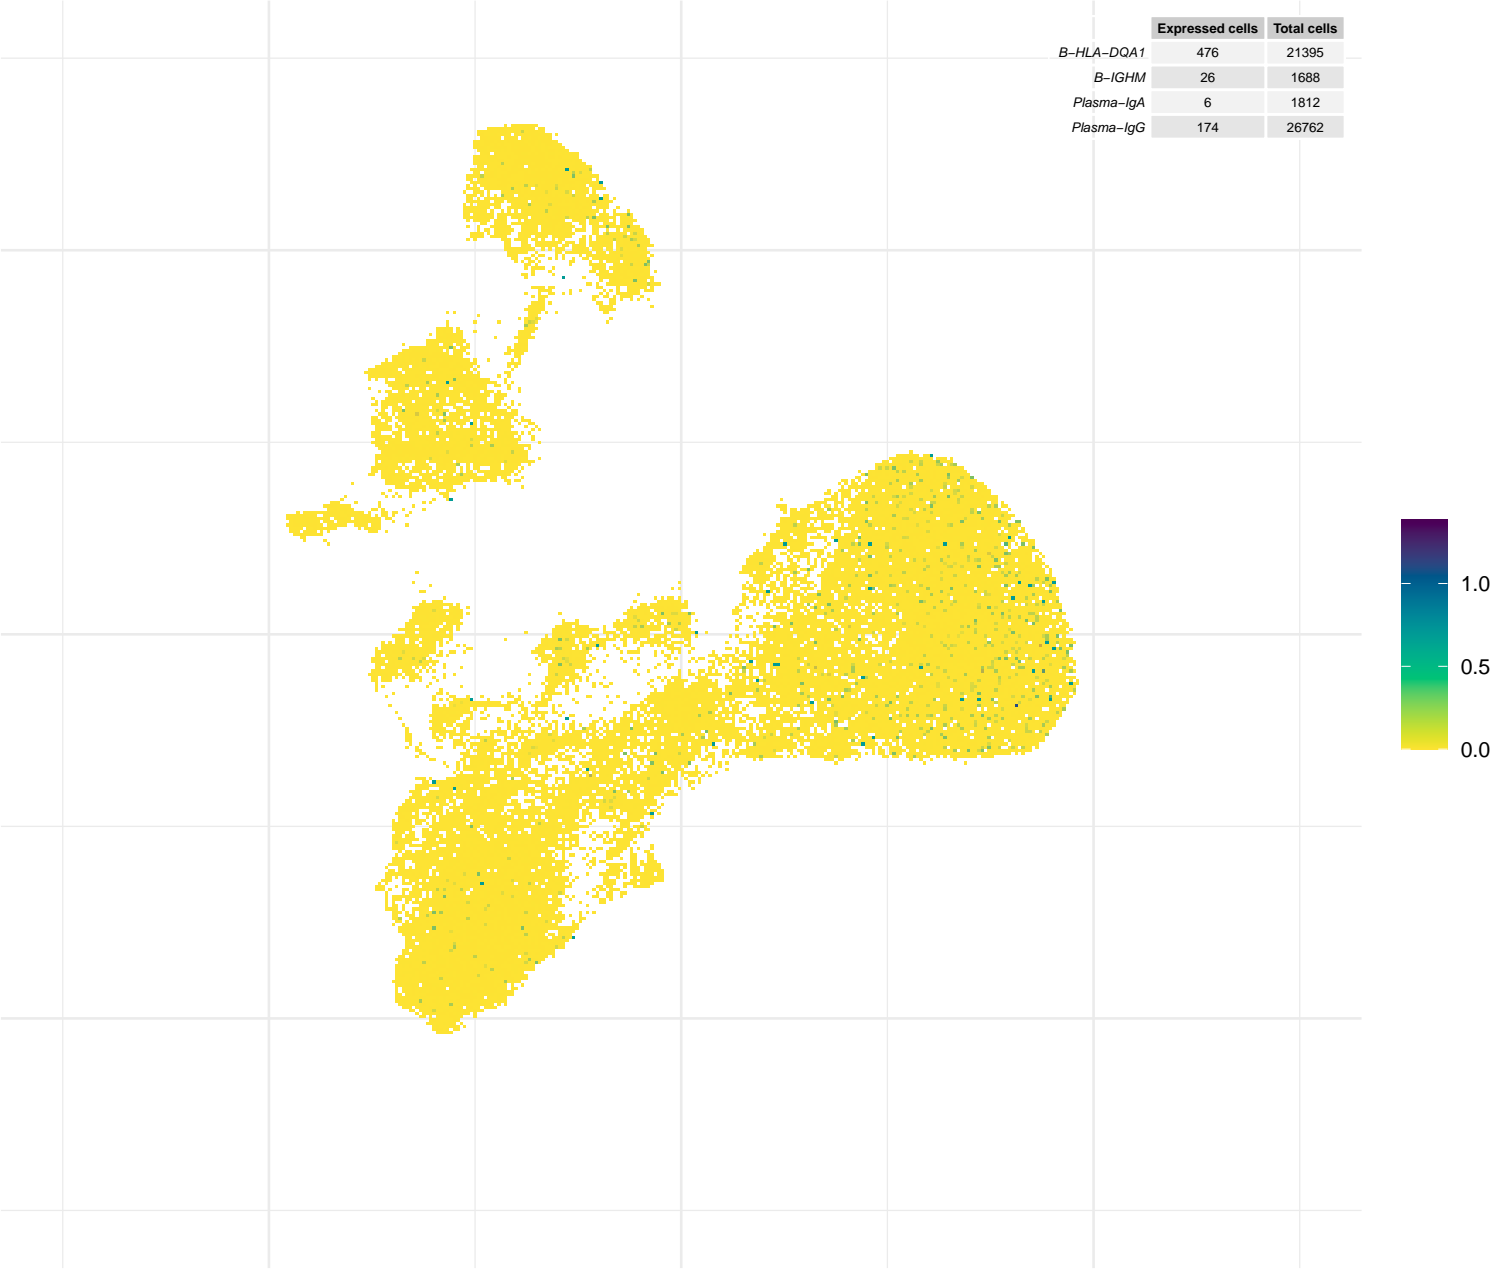 Expressed cells Total cells
B−HLA−DQA1 476 21395
B−IGHM 26 1688
Plasma−IgA 6 1812
Plasma−IgG 174 26762
1.0
0.5
0.0